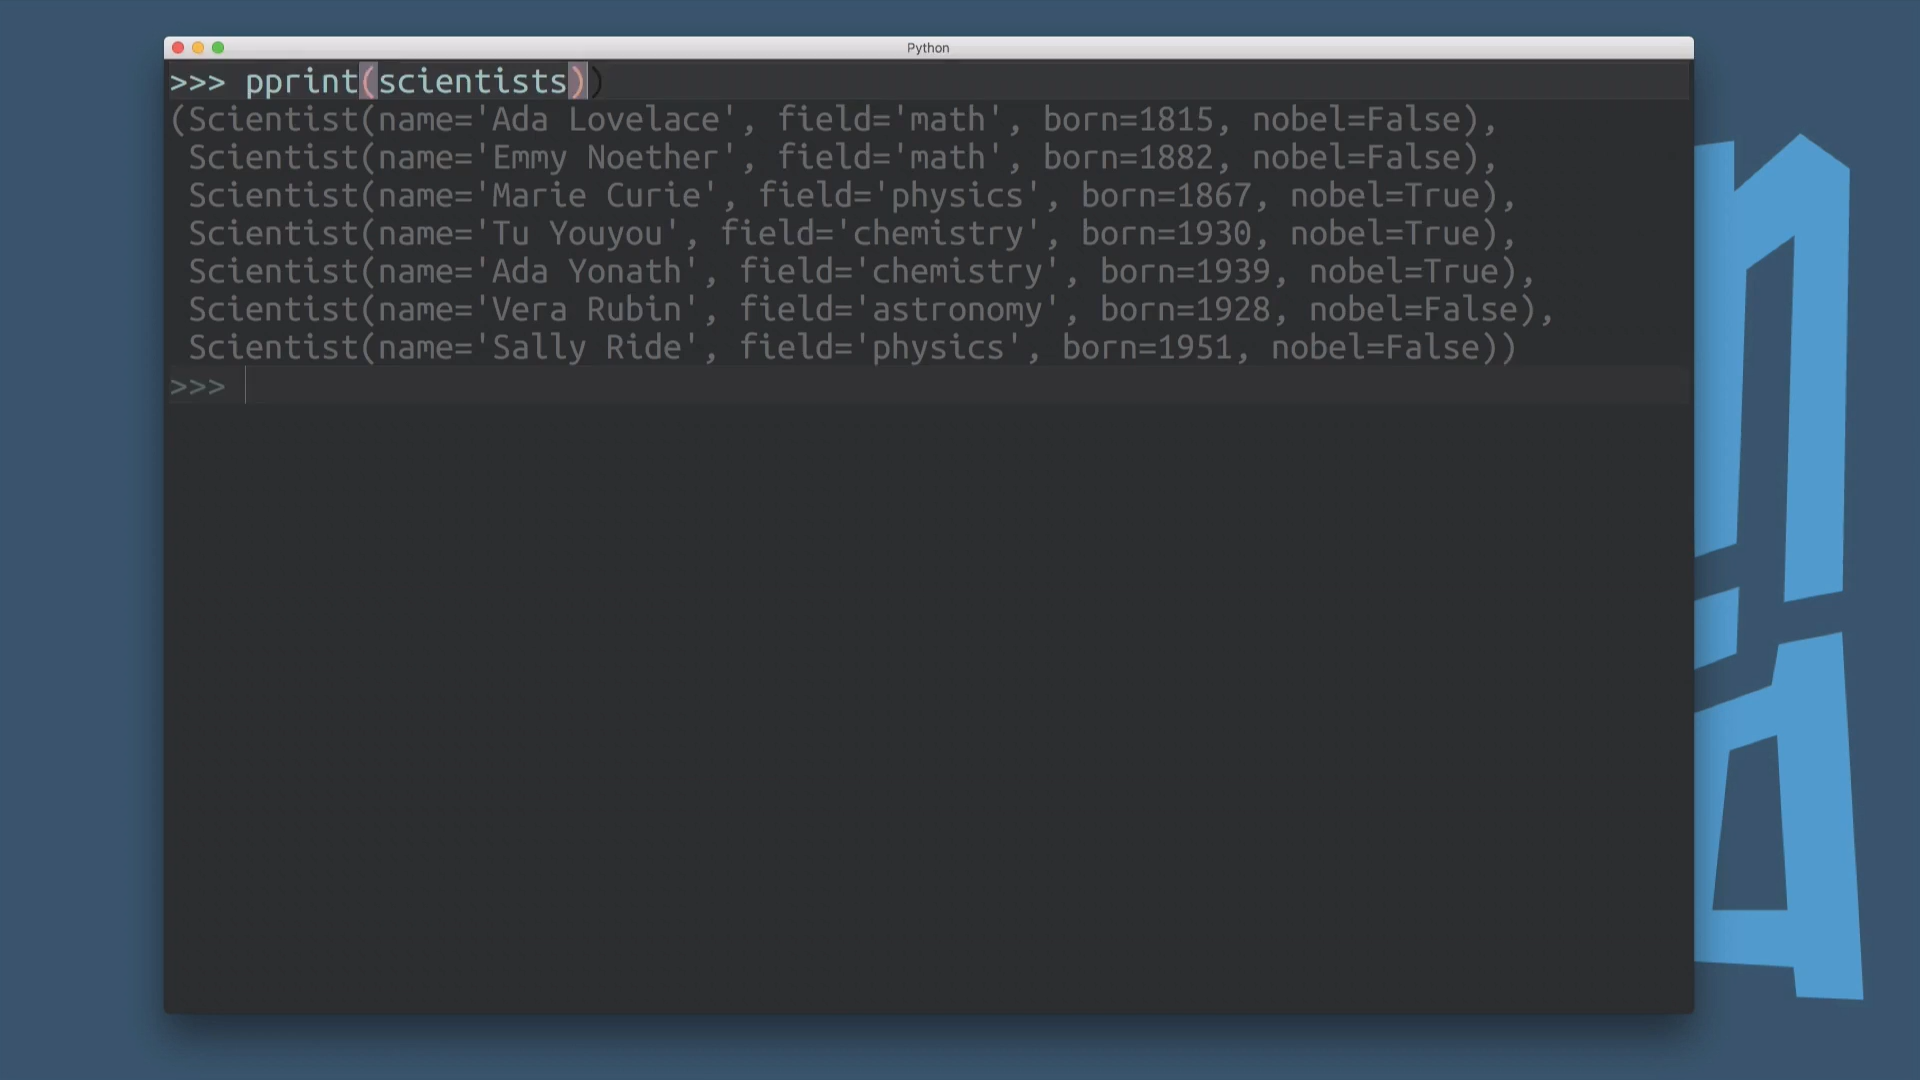 Python
>>> pprint(scientists)
(Scientist(name='Ada Lovelace', field='math', born=1815, nobel=False),
 Scientist(name='Emmy Noether', field='math', born=1882, nobel=False),
 Scientist(name='Marie Curie', field='physics', born=1867, nobel=True),
 Scientist(name='Tu Youyou', field='chemistry', born=1930, nobel=True),
 Scientist(name='Ada Yonath', field='chemistry', born=1939, nobel=True),
 Scientist(name='Vera Rubin', field='astronomy', born=1928, nobel=False),
 Scientist(name='Sally Ride', field='physics', born=1951, nobel=False))
>>>